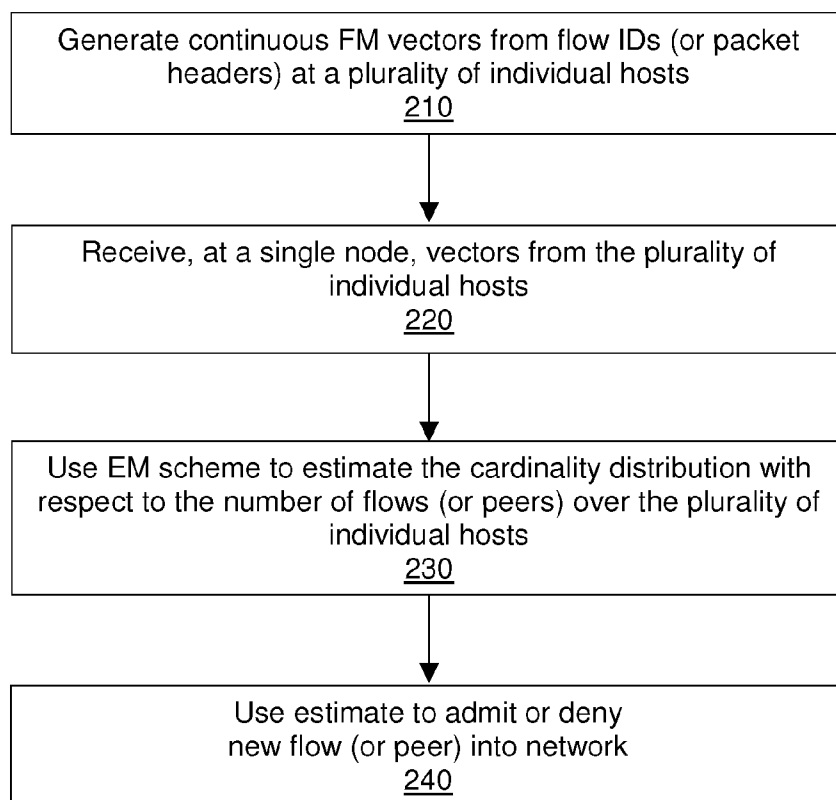 Generate continuous FM vectors from flow IDs (or packet
headers) at a plurality of individual hosts
210
Receive, at a single node, vectors from the plurality of
individual hosts
220
Use EM scheme to estimate the cardinality distribution with
respect to the number of flows (or peers) over the plurality of
individual hosts
230
Use estimate to admit or deny
new flow (or peer) into network
240